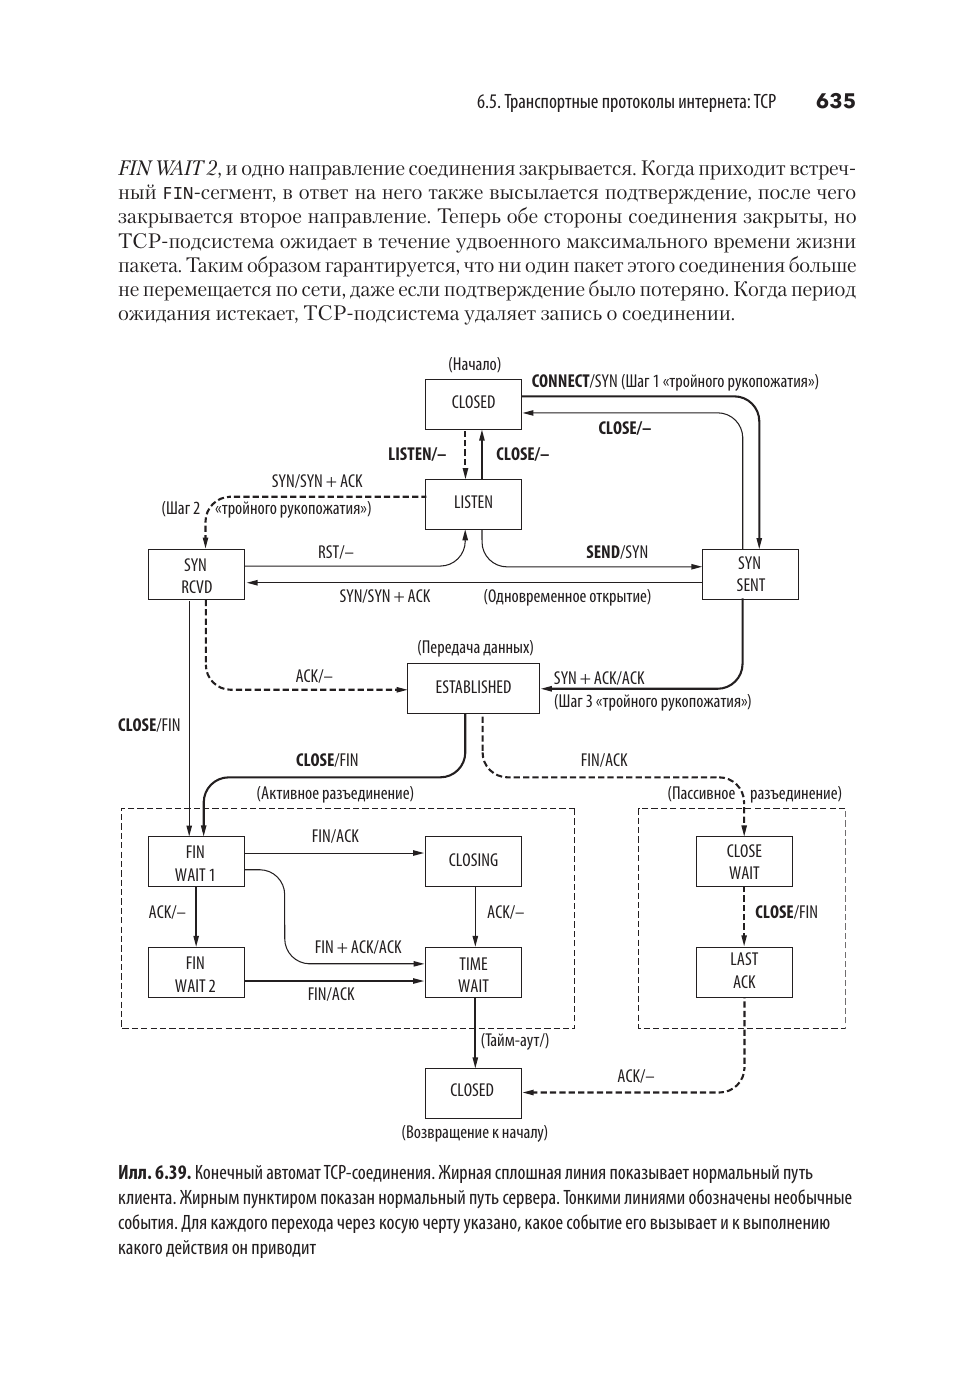 6.5. Транспортные протоколы интернета: TCP 635
FIN WAIT 2, и одно направление соединения закрывается. Когда приходит встреч-
ный FIN-сегмент, в ответ на него также высылается подтверждение, после чего
закрывается второе направление. Теперь обе стороны соединения закрыты, но
TCP-подсистема ожидает в течение удвоенного максимального времени жизни
пакета. Таким образом гарантируется, что ни один пакет этого соединения больше
не перемещается по сети, даже если подтверждение было потеряно. Когда период
ожидания истекает, TCP-подсистема удаляет запись о соединении.
(Начало)
CONNECT/SYN (Шаг 1 «тройного рукопожатия»)
CLOSED
CLOSE/–
LISTEN/–
CLOSE/–
SYN/SYN + ACK
LISTEN
(Шаг 2 «тройного рукопожатия»)
RST/–
SEND/SYN
SYN
RCVD
SYN
SENT
SYN/SYN + ACK
(Одновременное открытие)
(Передача данных)
ACK/–
ESTABLISHED
SYN + ACK/ACK
(Шаг 3 «тройного рукопожатия»)
CLOSE/FIN
CLOSE/FIN
FIN/ACK
(Активное разъединение)
(Пассивное разъединение)
FIN/ACK
FIN
WAIT 1
CLOSING
CLOSE
WAIT
ACK/–
ACK/–
CLOSE/FIN
FIN + ACK/ACK
FIN
WAIT 2
TIME
WAIT
LAST
ACK
FIN/ACK
(Тайм-аут/)
ACK/–
CLOSED
(Возвращение к началу)
Илл. 6.39. Конечный автомат TCP-соединения. Жирная сплошная линия показывает нормальный путь
клиента. Жирным пунктиром показан нормальный путь сервера. Тонкими линиями обозначены необычные
события. Для каждого перехода через косую черту указано, какое событие его вызывает и к выполнению
какого действия он приводит